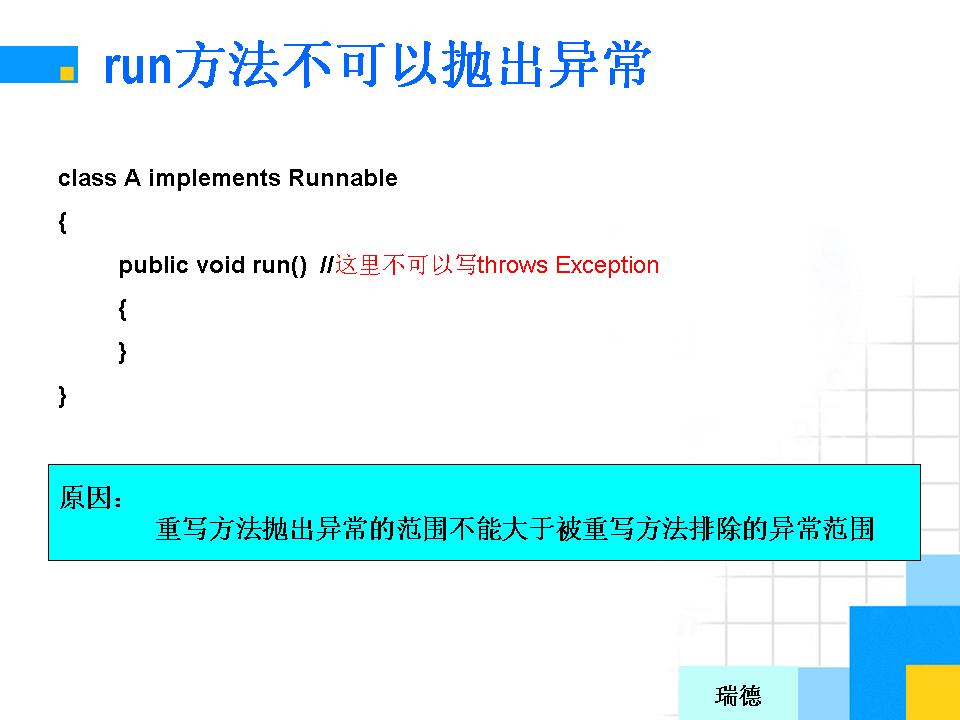 run方法不可以抛出异常
class A implements Runnable
{
public void run() //这里不可以写throws Exception
{
}
}
原因：
重写方法抛出异常的范围不能大于被重写方法排除的异常范围
瑞德